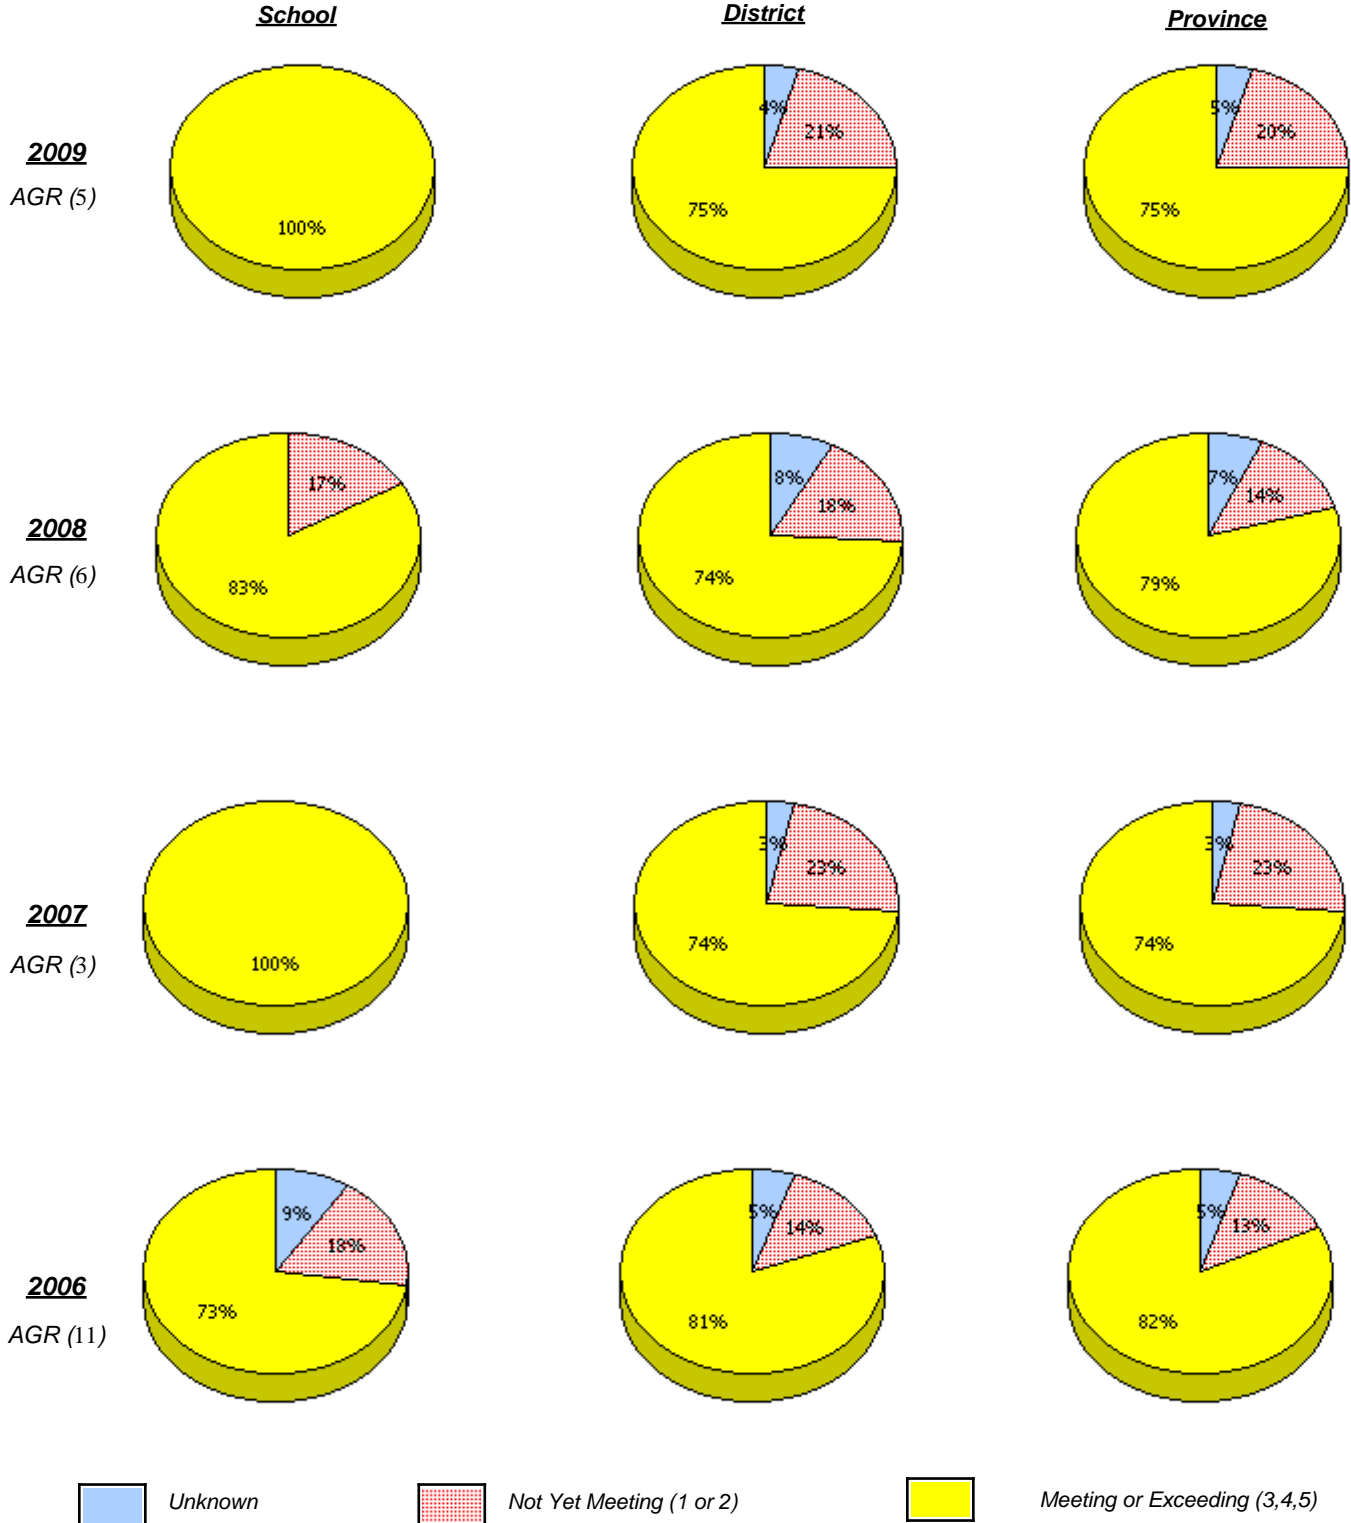 School District Province
4% 21% 5% 20%
2009
AGR (5)
75% 75%
100%
17% 8% 18% 7% 14%
2008
AGR (6)
83% 74% 79%
3% 23% 3% 23%
2007
AGR (3)
100% 74% 74%
9% 18% 5% 14% 5% 13%
2006
AGR (11)
73% 81% 82%
Unknown Not Yet Meeting (1 or 2) Meeting or Exceeding (3,4,5)